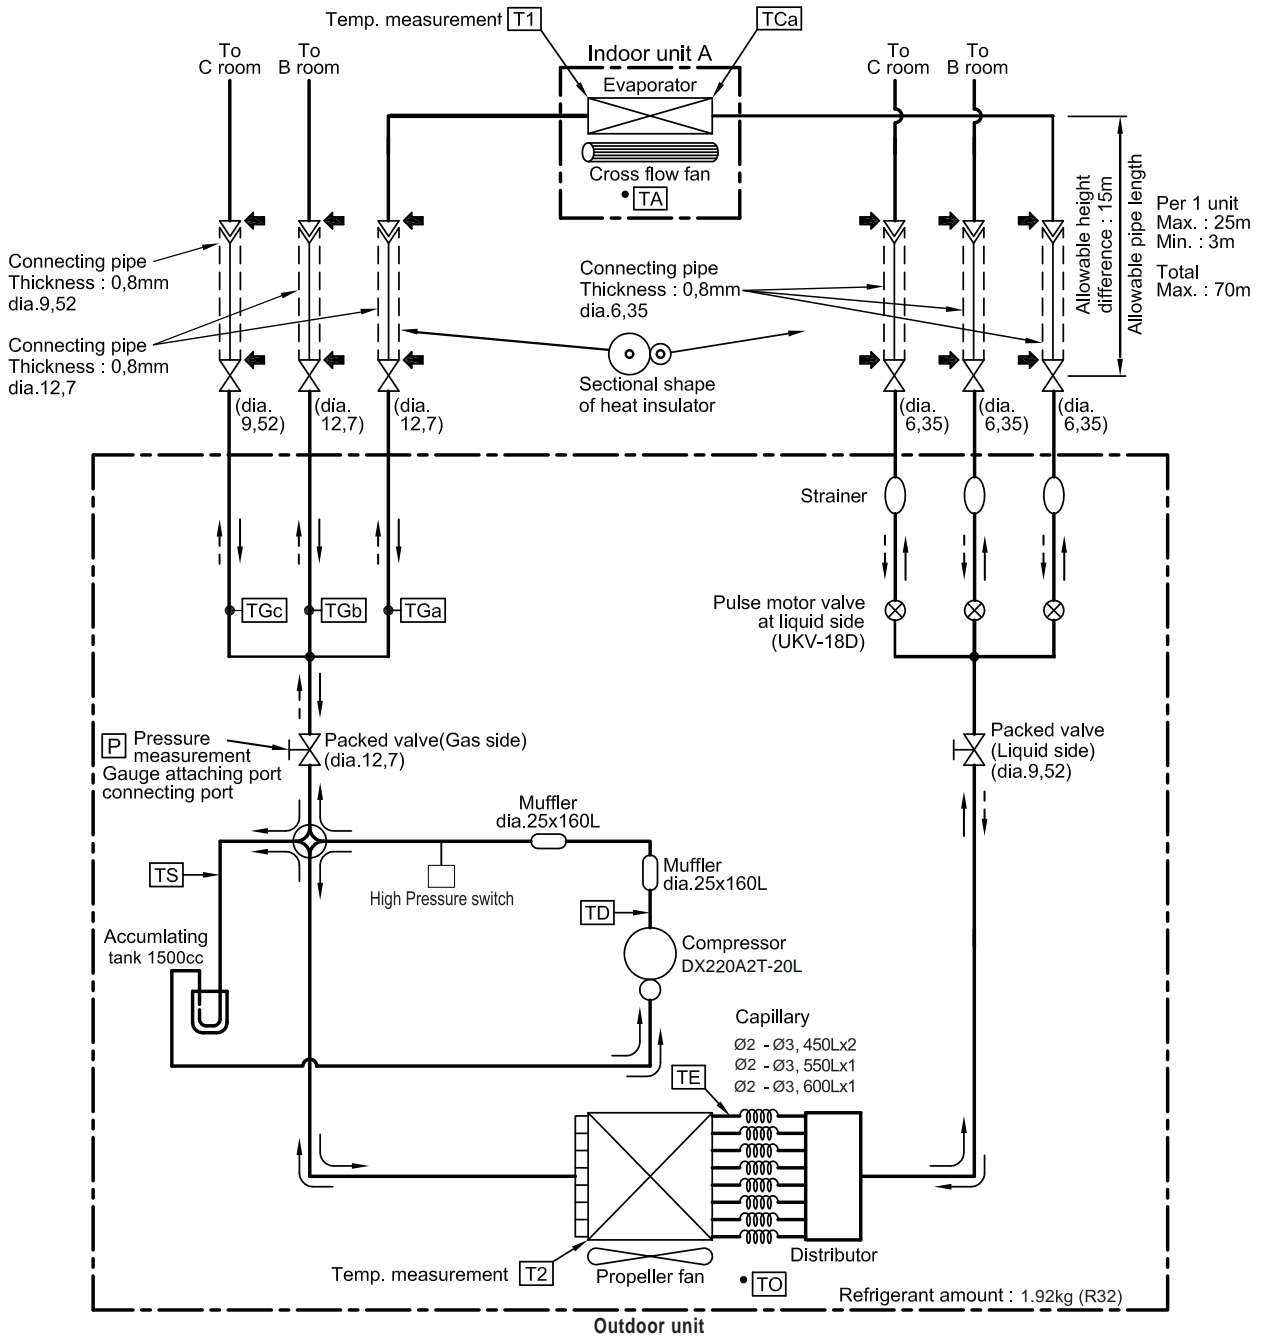 Temp. measurement T1
TCa
To
C room
To
B room
Indoor unit A
Evaporator
Cross flow fan
TA
To
C room
To
B room
Allowable height
difference : 15m
Allowable pipe length
Per 1 unit
Max. : 25m
Min. : 3m
Total
Max. : 70m
Connecting pipe
Thickness : 0,8mm
dia.9,52
Connecting pipe
Thickness : 0,8mm
dia.12,7
Connecting pipe
Thickness : 0,8mm
dia.6,35
Sectional shape
of heat insulator
(dia.
9,52)
(dia.
12,7)
(dia.
12,7)
(dia.
6,35)
(dia.
6,35)
(dia.
6,35)
Strainer
TGc
TGb
TGa
Pulse motor valve
at liquid side
(UKV-18D)
P Pressure
measurement
Gauge attaching port
connecting port
Packed valve(Gas side)
(dia.12,7)
Packed valve
(Liquid side)
(dia.9,52)
Muffler
dia.25x160L
Muffler
dia.25x160L
TS
High Pressure switch
TD
Accumlating
tank 1500cc
Compressor
DX220A2T-20L
Capillary
Ø2 - Ø3, 450Lx2
Ø2 - Ø3, 550Lx1
Ø2 - Ø3, 600Lx1
TE
Distributor
Temp. measurement T2
Propeller fan
TO
Refrigerant amount : 1.92kg (R32)
Outdoor unit